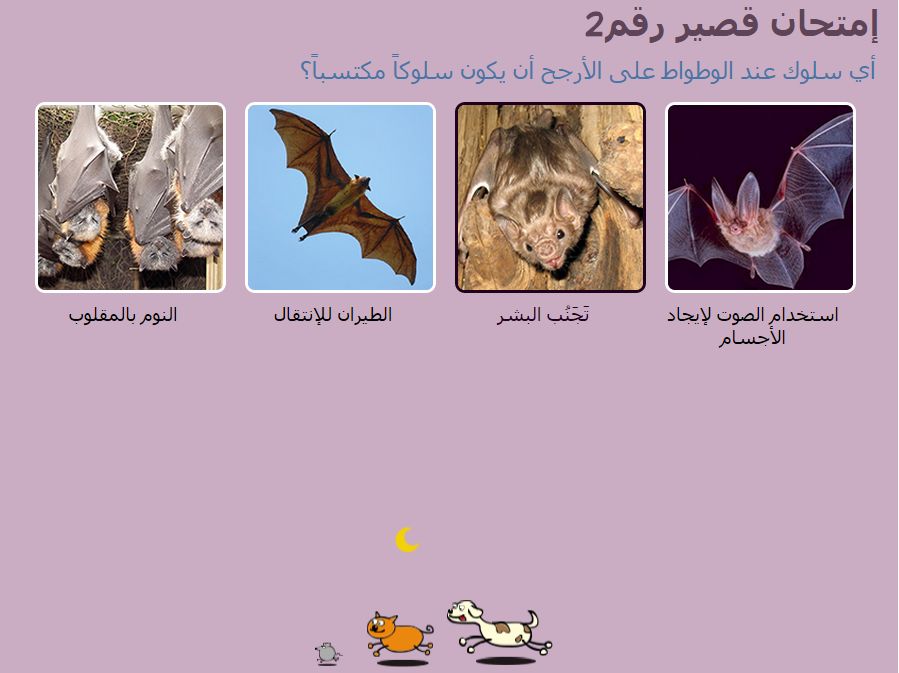 إمتحان قصير رقم2
أي سلوك عند الوطواط على الأرجح أن يكون سلوكاً مكتسباً؟
استخدام الصوت لإيجاد
الأجسام
تَجَنُب البشر
الطيران للإنتقال
النوم بالمقلوب